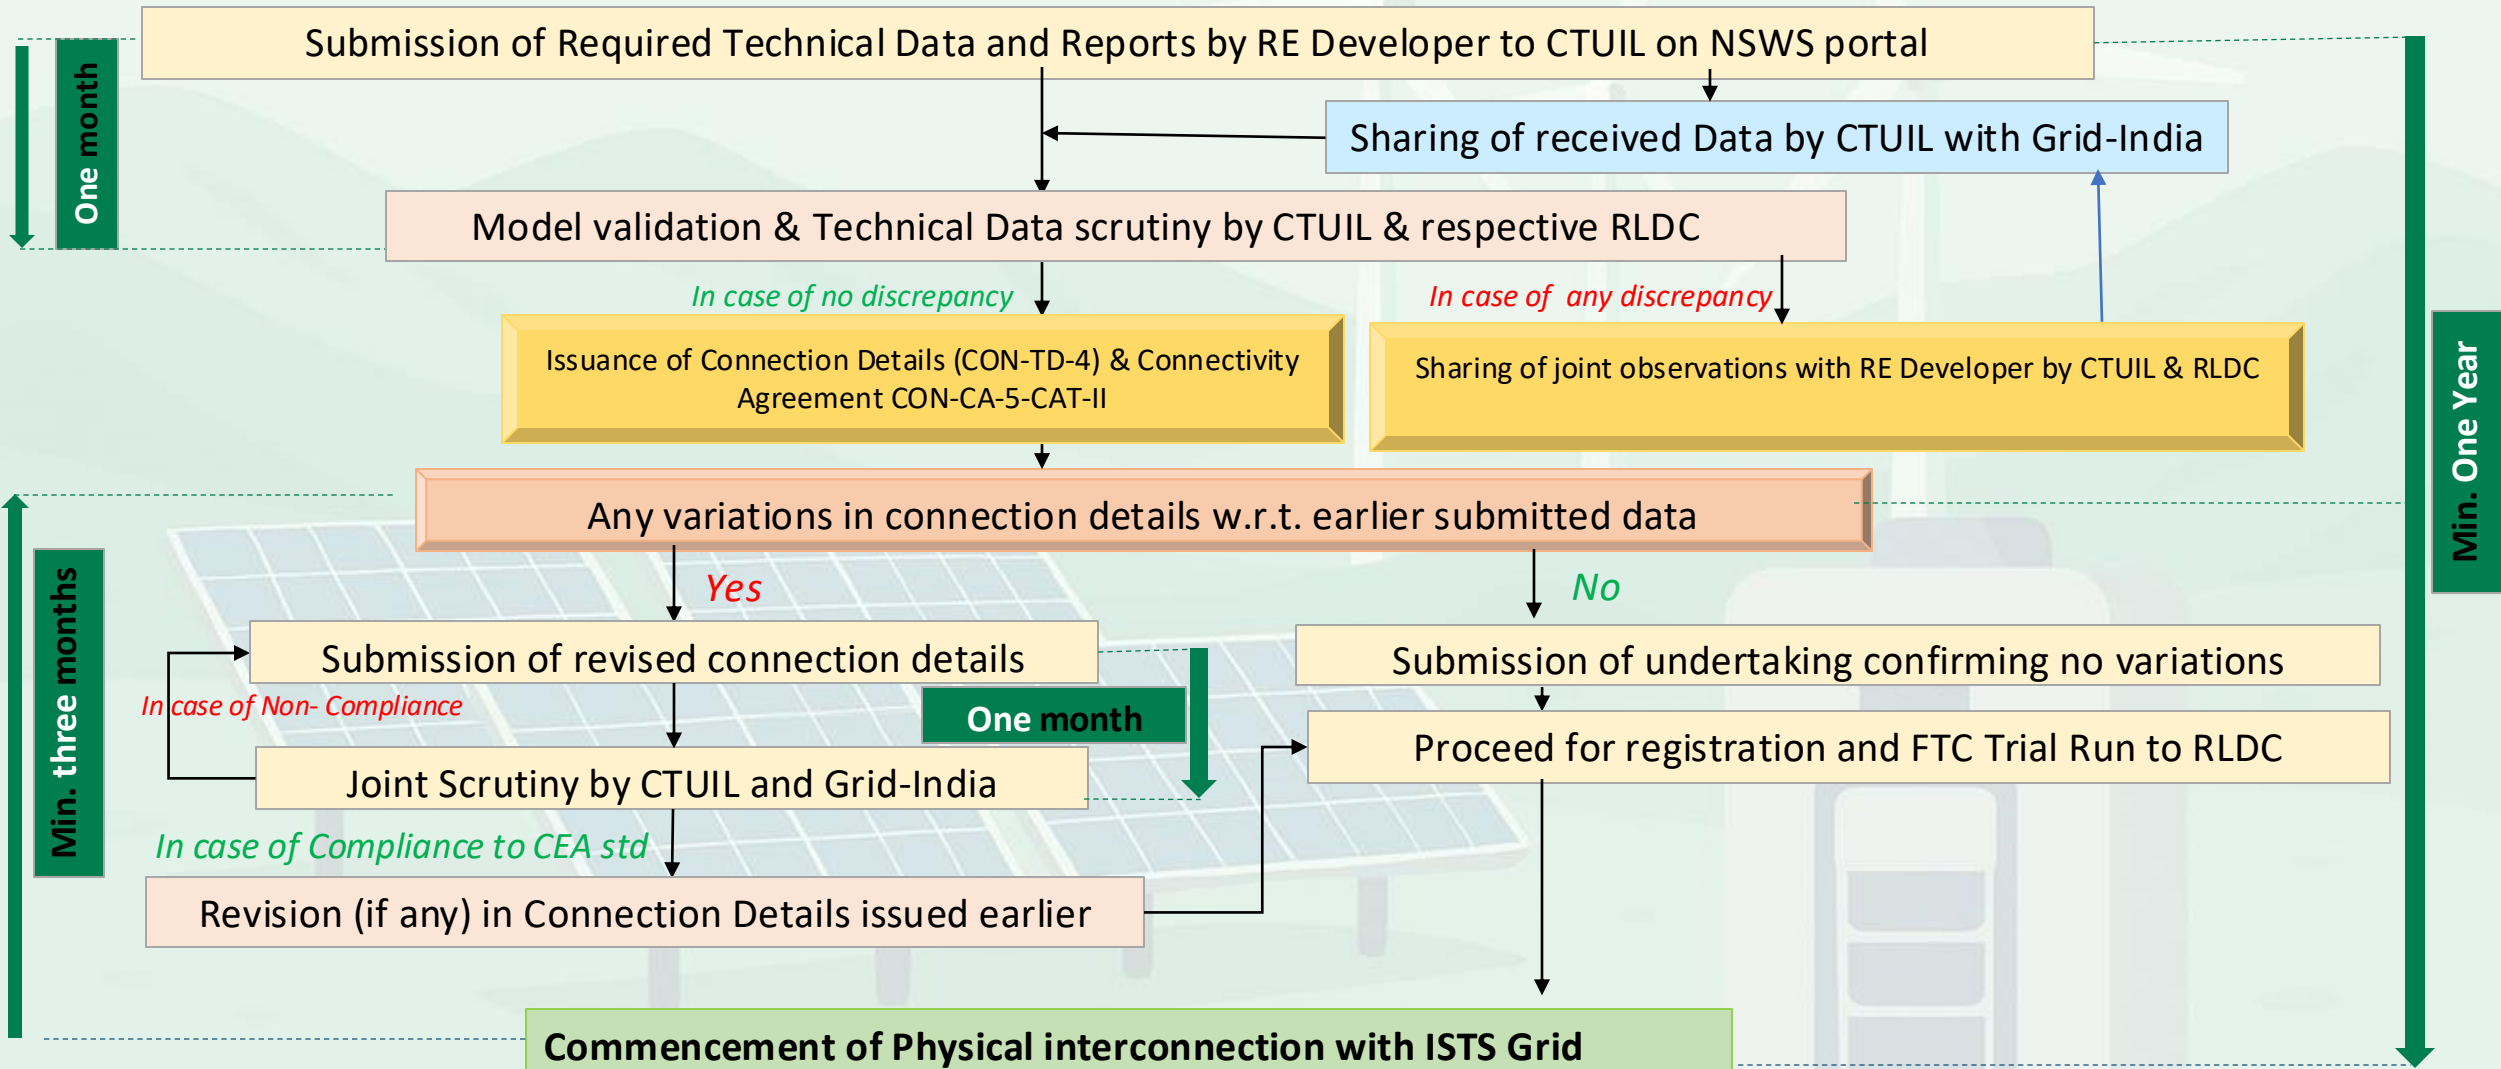 Submission of Required Technical Data and Reports by RE Developer to CTUIL on NSWS portal
One month
Sharing of received Data by CTUIL with Grid-India
Model validation & Technical Data scrutiny by CTUIL & respective RLDC
In case of no discrepancy
In case of any discrepancy
Issuance of Connection Details (CON-TD-4) & Connectivity
Agreement CON-CA-5-CAT-II
Sharing of joint observations with RE Developer by CTUIL & RLDC
Min. One Year
Any variations in connection details w.r.t. earlier submitted data
Yes
No
Min. three months
Submission of revised connection details
Submission of undertaking confirming no variations
In case of Non- Compliance
One month
Proceed for registration and FTC Trial Run to RLDC
Joint Scrutiny by CTUIL and Grid-India
In case of Compliance to CEA std
Revision (if any) in Connection Details issued earlier
Commencement of Physical interconnection with ISTS Grid